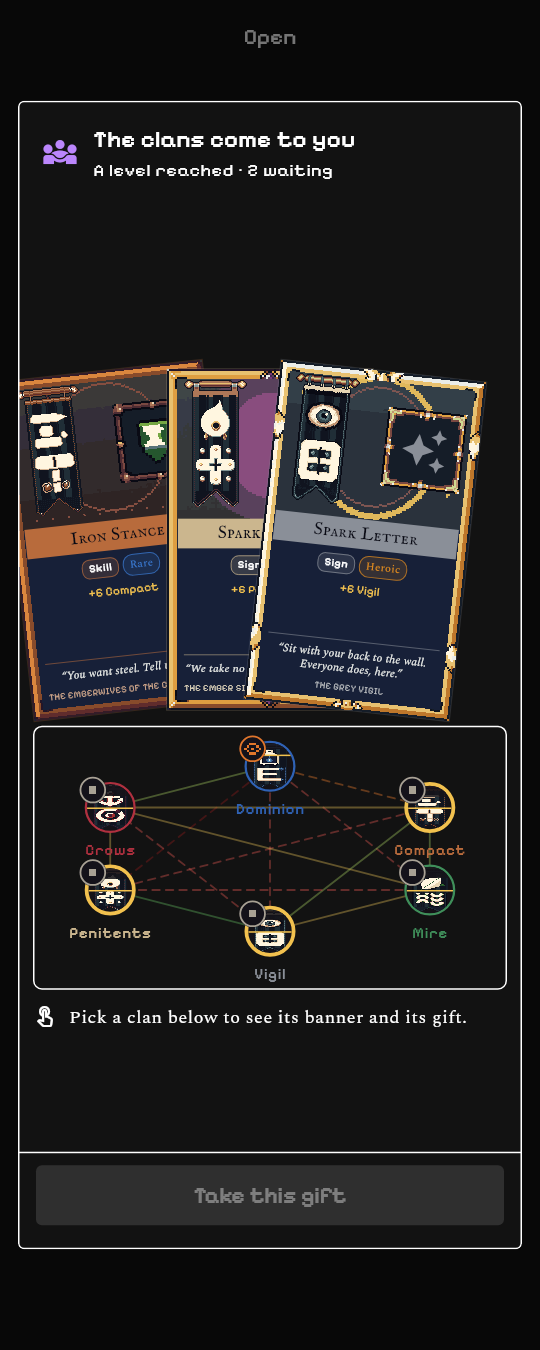 Open
The clans come to you
A level reached · 2 waiting
Iron Stance
Skill Rare
+6 Compact
"You want steel. Tell
THE EMBERWIVES OF THE
Spark
+6
"We take no
THE EMBER
Spark Letter
Sign Heroic
+6 Vigil
"Sit with your back to the wall.
Everyone does, here."
THE GREY VIGIL
Dominion
Crows
Compact
Penitents
Mire
Vigil
Pick a clan below to see its banner and its gift.
Take this gift